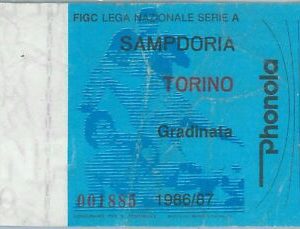 FIGC LEGA NAZIONALE SERIE A
SAMPDORIA
TORINO
Gradinata
001885 1986/87
Phonola